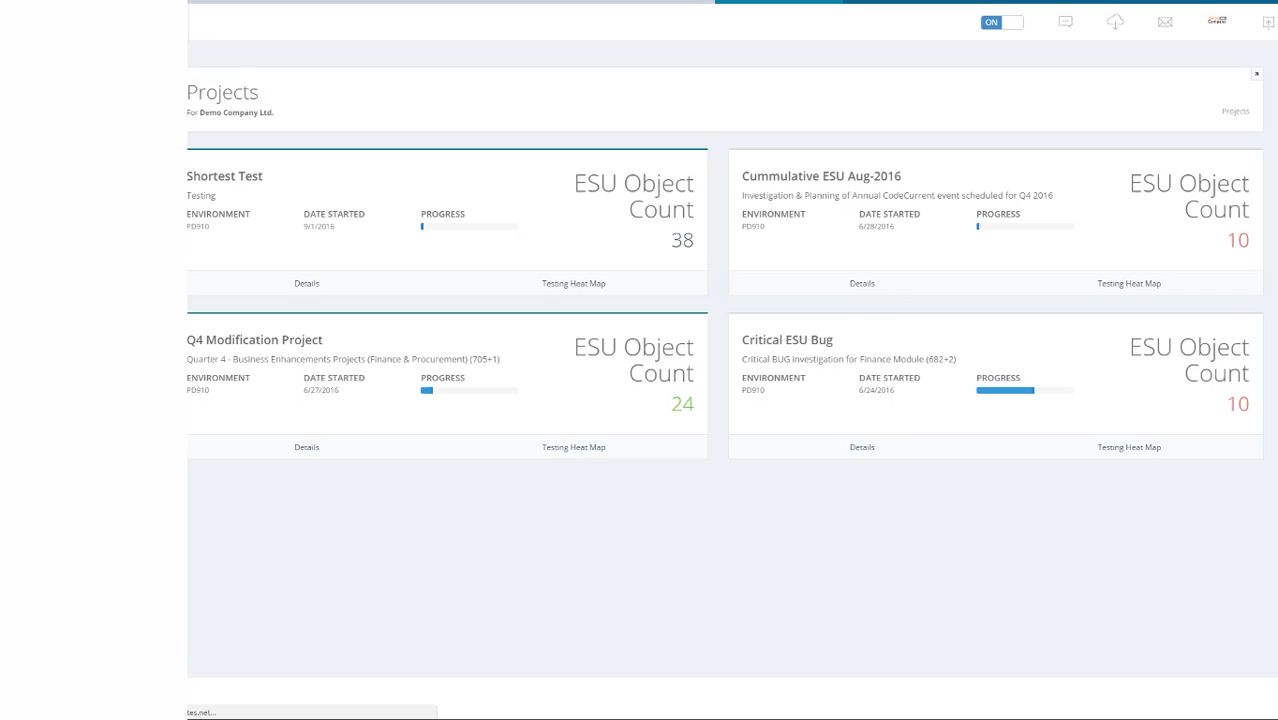 ON
Company
Projects
For Demo Company Ltd.
Projects
Shortest Test
Testing
ENVIRONMENT DATE STARTED PROGRESS
PD910 9/1/2016
ESU Object
Count
38
Details Testing Heat Map
Cummulative ESU Aug-2016
Investigation & Planning of Annual CodeCurrent event scheduled for Q4 2016
ENVIRONMENT DATE STARTED PROGRESS
PD910 6/28/2016
ESU Object
Count
10
Details Testing Heat Map
Q4 Modification Project
Quarter 4 - Business Enhancements Projects (Finance & Procurement) (705+1)
ENVIRONMENT DATE STARTED PROGRESS
PD910 6/27/2016
ESU Object
Count
24
Details Testing Heat Map
Critical ESU Bug
Critical BUG investigation for Finance Module (682+2)
ENVIRONMENT DATE STARTED PROGRESS
PD910 6/24/2016
ESU Object
Count
10
Details Testing Heat Map
tes.net...